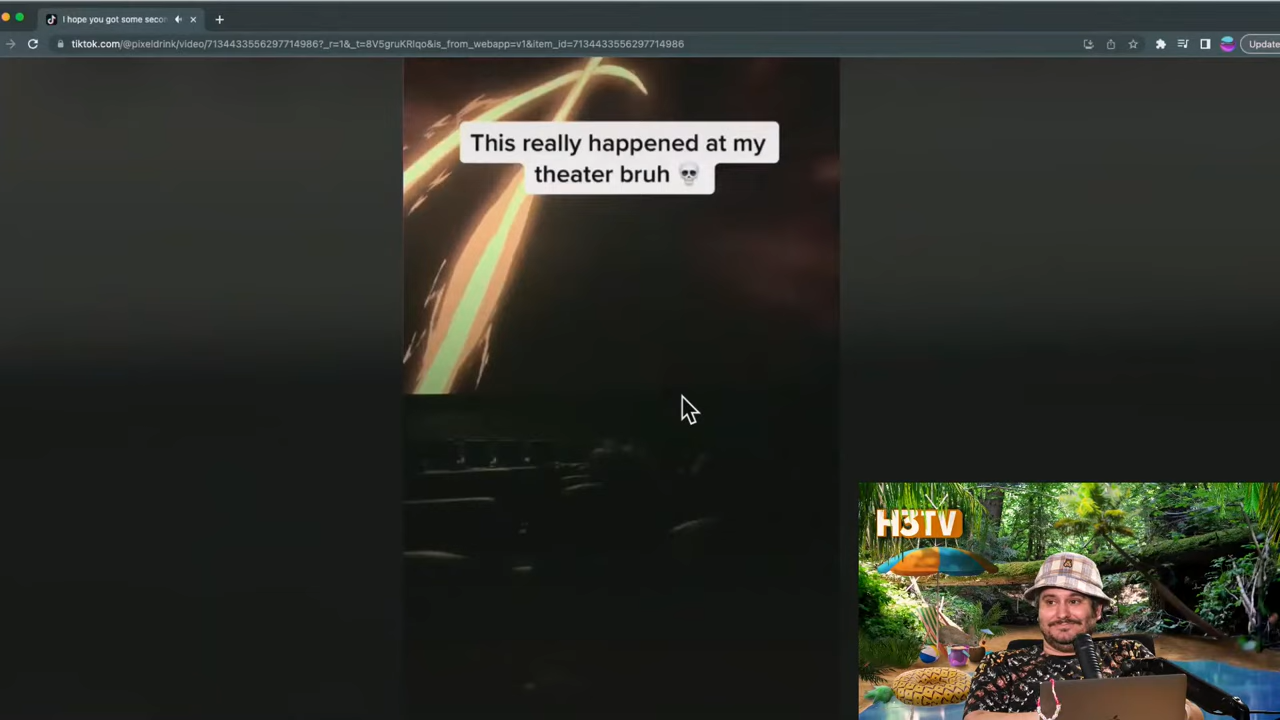 I hope you got some secon
tiktok.com/@pixeldrink/video/7134433556297714986?_r=1&_t=8V5gruKRlqo&is_from_webapp=v1&item_id=7134433556297714986
Update
This really happened at my
theater bruh 💀
H3TV